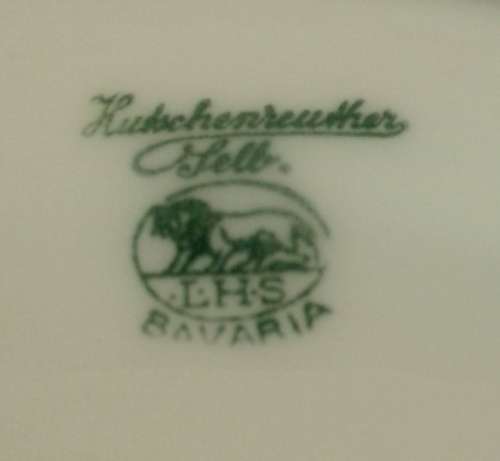 Hutschenreuther
Selb.
L·H·S
BAVARIA